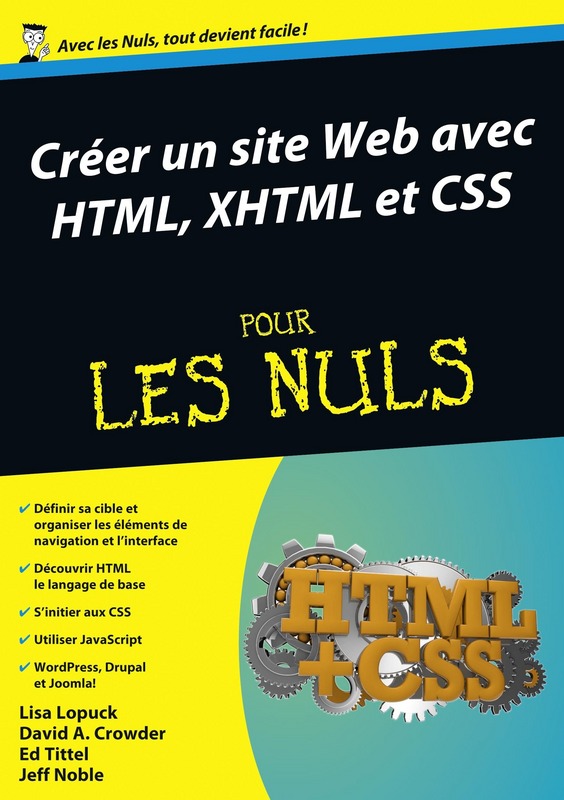 Avec les Nuls, tout devient facile !
Créer un site Web avec
HTML, XHTML et CSS
POUR
LES NULS
✔ Définir sa cible et
organiser les éléments de
navigation et l'interface
✔ Découvrir HTML
le langage de base
✔ S'initier aux CSS
✔ Utiliser JavaScript
✔ WordPress, Drupal
et Joomla!
Lisa Lopuck
David A. Crowder
Ed Tittel
Jeff Noble
HTML
+CSS